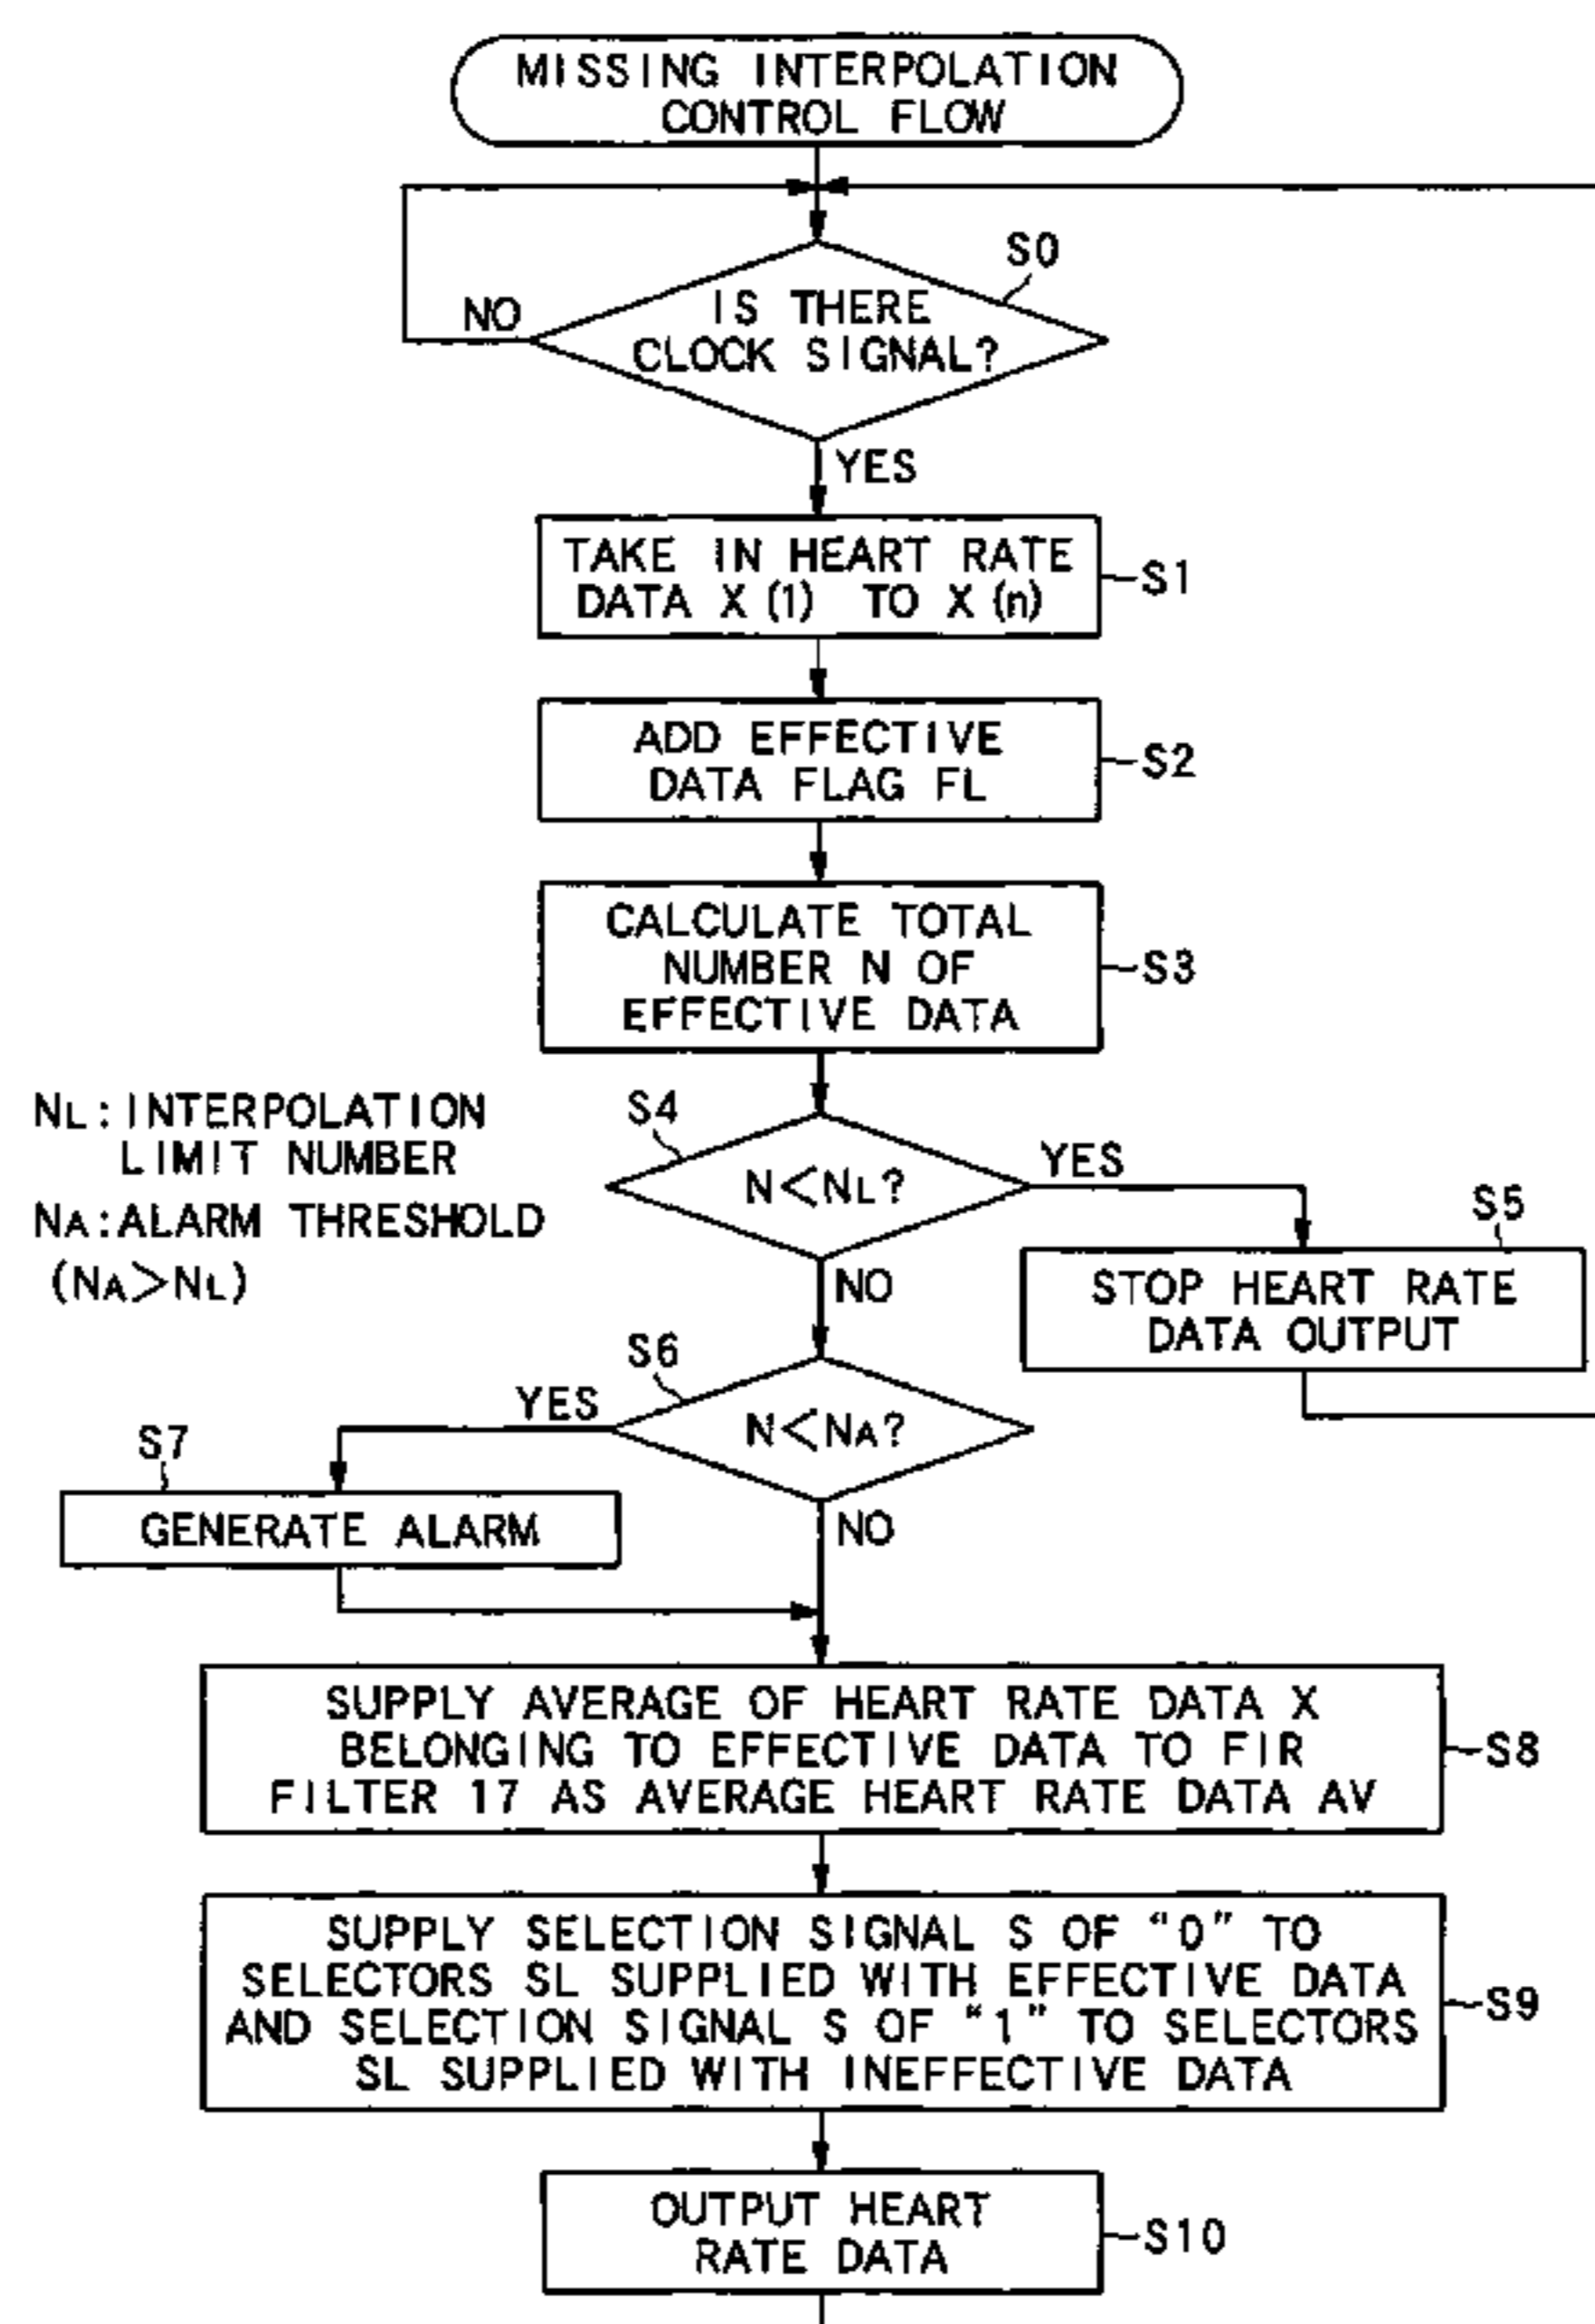 MISSING INTERPOLATION
CONTROL FLOW
S0
IS THERE
CLOCK SIGNAL?
NO
YES
TAKE IN HEART RATE
DATA X(1) TO X(n)
S1
ADD EFFECTIVE
DATA FLAG FL
S2
CALCULATE TOTAL
NUMBER N OF
EFFECTIVE DATA
S3
NL:INTERPOLATION
LIMIT NUMBER
NA:ALARM THRESHOLD
(NA>NL)
S4
N<NL?
YES
NO
S5
STOP HEART RATE
DATA OUTPUT
S6
N<NA?
YES
NO
S7
GENERATE ALARM
SUPPLY AVERAGE OF HEART RATE DATA X
BELONGING TO EFFECTIVE DATA TO FIR
FILTER 17 AS AVERAGE HEART RATE DATA AV
S8
SUPPLY SELECTION SIGNAL S OF "0" TO
SELECTORS SL SUPPLIED WITH EFFECTIVE DATA
AND SELECTION SIGNAL S OF "1" TO SELECTORS
SL SUPPLIED WITH INEFFECTIVE DATA
S9
OUTPUT HEART
RATE DATA
S10